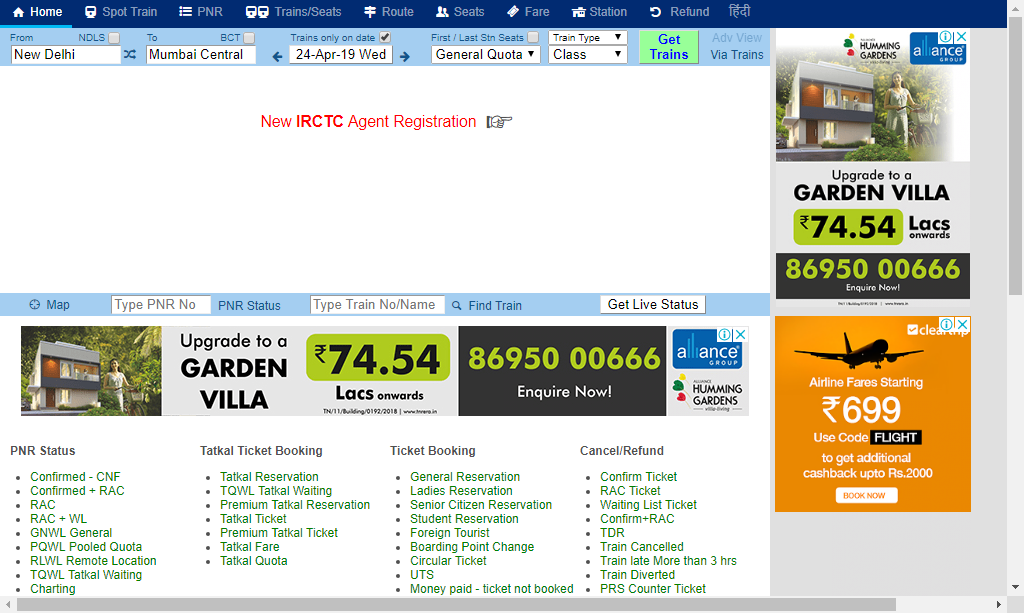 Home Spot Train PNR Trains/Seats Route Seats Fare Station Refund हिंदी
From NDLS To BCT Trains only on date First / Last Stn Seats Train Type Get Trains Adv View
New Delhi Mumbai Central 24-Apr-19 Wed General Quota Class Via Trains
New IRCTC Agent Registration
Map Type PNR No PNR Status Type Train No/Name Find Train Get Live Status
Upgrade to a
GARDEN
VILLA
₹74.54
Lacs onwards
TN/11/Building/0192/2018 | www.tnrera.in
86950 00666
Enquire Now!
alliance
GROUP
ALLIANCE
HUMMING
GARDENS
villa-living
PNR Status
Confirmed - CNF
Confirmed + RAC
RAC
RAC + WL
GNWL General
PQWL Pooled Quota
RLWL Remote Location
TQWL Tatkal Waiting
Charting
Tatkal Ticket Booking
Tatkal Reservation
TQWL Tatkal Waiting
Premium Tatkal Reservation
Tatkal Ticket
Premium Tatkal Ticket
Tatkal Fare
Tatkal Quota
Ticket Booking
General Reservation
Ladies Reservation
Senior Citizen Reservation
Student Reservation
Foreign Tourist
Boarding Point Change
Circular Ticket
UTS
Money paid - ticket not booked
Cancel/Refund
Confirm Ticket
RAC Ticket
Waiting List Ticket
Confirm+RAC
TDR
Train Cancelled
Train late More than 3 hrs
Train Diverted
PRS Counter Ticket
HUMMING
GARDENS
villa-living
alliance
GROUP
Upgrade to a
GARDEN VILLA
₹74.54 Lacs
onwards
86950 00666
Enquire Now!
Airline Fares Starting
₹699
Use Code FLIGHT
to get additional
cashback upto Rs.2000
BOOK NOW